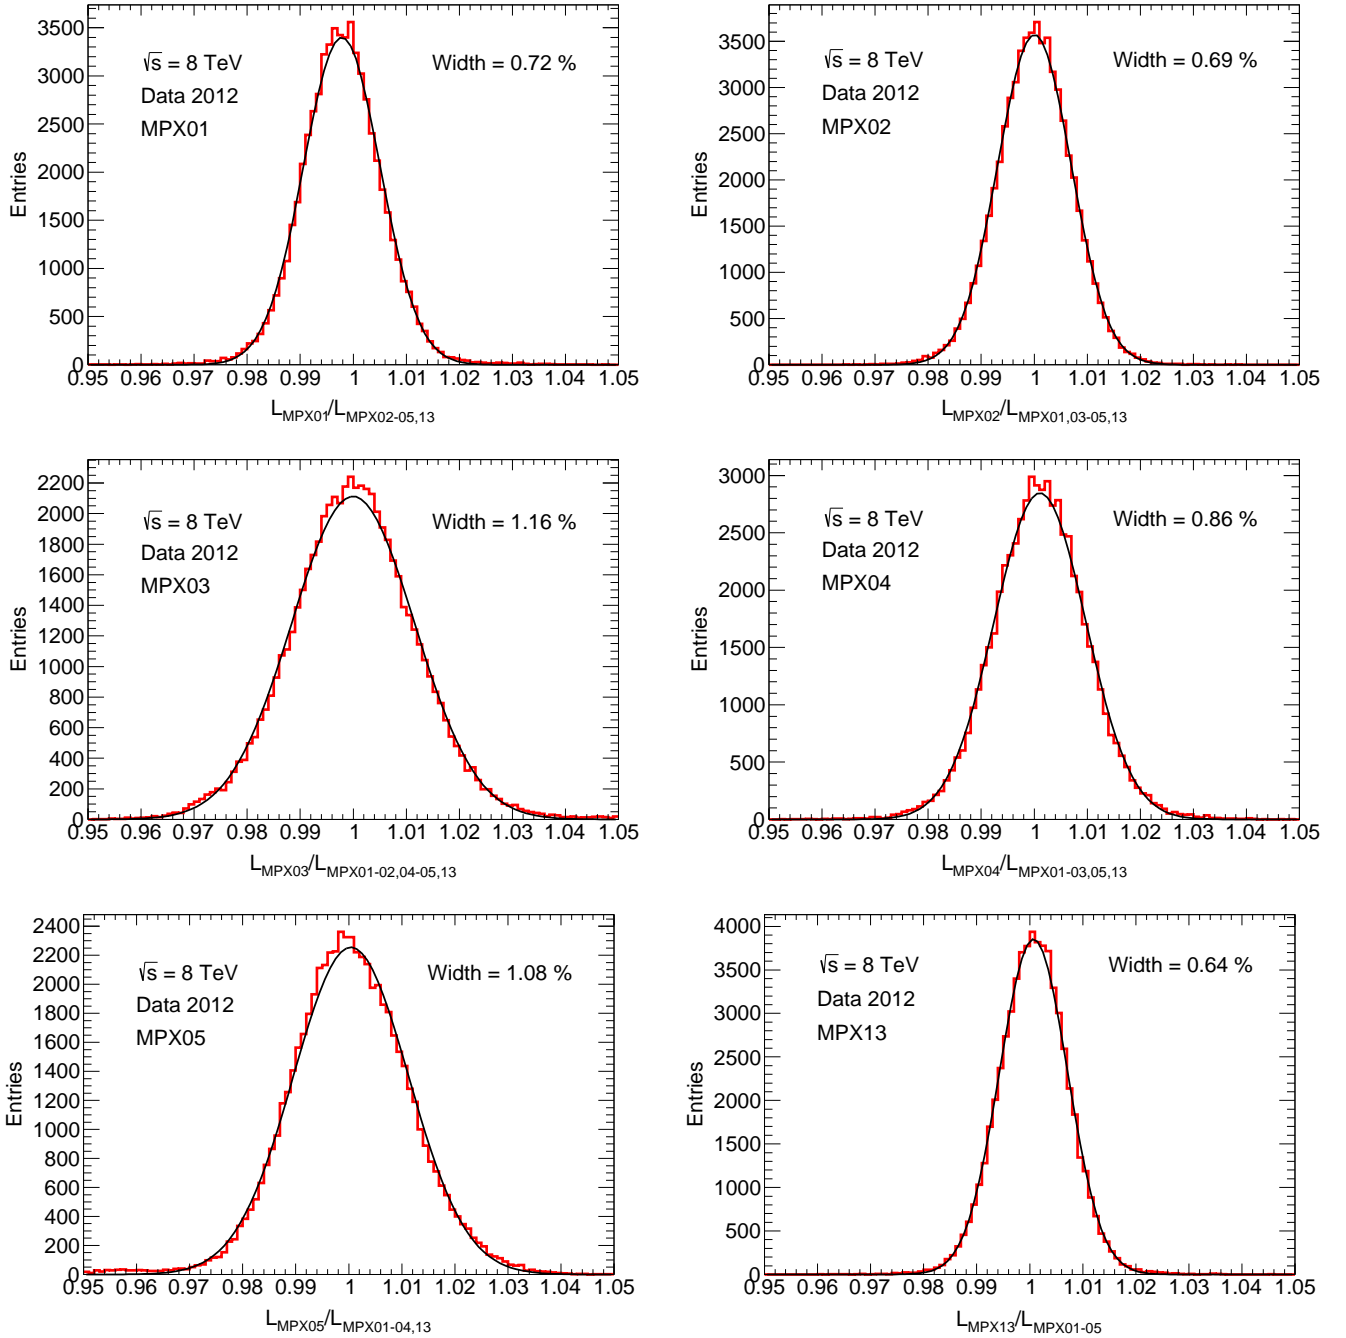 3500
3000
2500
2000
1500
1000
500
0
Entries
√s = 8 TeV
Data 2012
MPX01
Width = 0.72 %
0.95 0.96 0.97 0.98 0.99 1 1.01 1.02 1.03 1.04 1.05
L_MPX01/L_MPX02-05,13
3500
3000
2500
2000
1500
1000
500
0
Entries
√s = 8 TeV
Data 2012
MPX02
Width = 0.69 %
0.95 0.96 0.97 0.98 0.99 1 1.01 1.02 1.03 1.04 1.05
L_MPX02/L_MPX01,03-05,13
2200
2000
1800
1600
1400
1200
1000
800
600
400
200
0
Entries
√s = 8 TeV
Data 2012
MPX03
Width = 1.16 %
0.95 0.96 0.97 0.98 0.99 1 1.01 1.02 1.03 1.04 1.05
L_MPX03/L_MPX01-02,04-05,13
3000
2500
2000
1500
1000
500
0
Entries
√s = 8 TeV
Data 2012
MPX04
Width = 0.86 %
0.95 0.96 0.97 0.98 0.99 1 1.01 1.02 1.03 1.04 1.05
L_MPX04/L_MPX01-03,05,13
2400
2200
2000
1800
1600
1400
1200
1000
800
600
400
200
0
Entries
√s = 8 TeV
Data 2012
MPX05
Width = 1.08 %
0.95 0.96 0.97 0.98 0.99 1 1.01 1.02 1.03 1.04 1.05
L_MPX05/L_MPX01-04,13
4000
3500
3000
2500
2000
1500
1000
500
0
Entries
√s = 8 TeV
Data 2012
MPX13
Width = 0.64 %
0.95 0.96 0.97 0.98 0.99 1 1.01 1.02 1.03 1.04 1.05
L_MPX13/L_MPX01-05